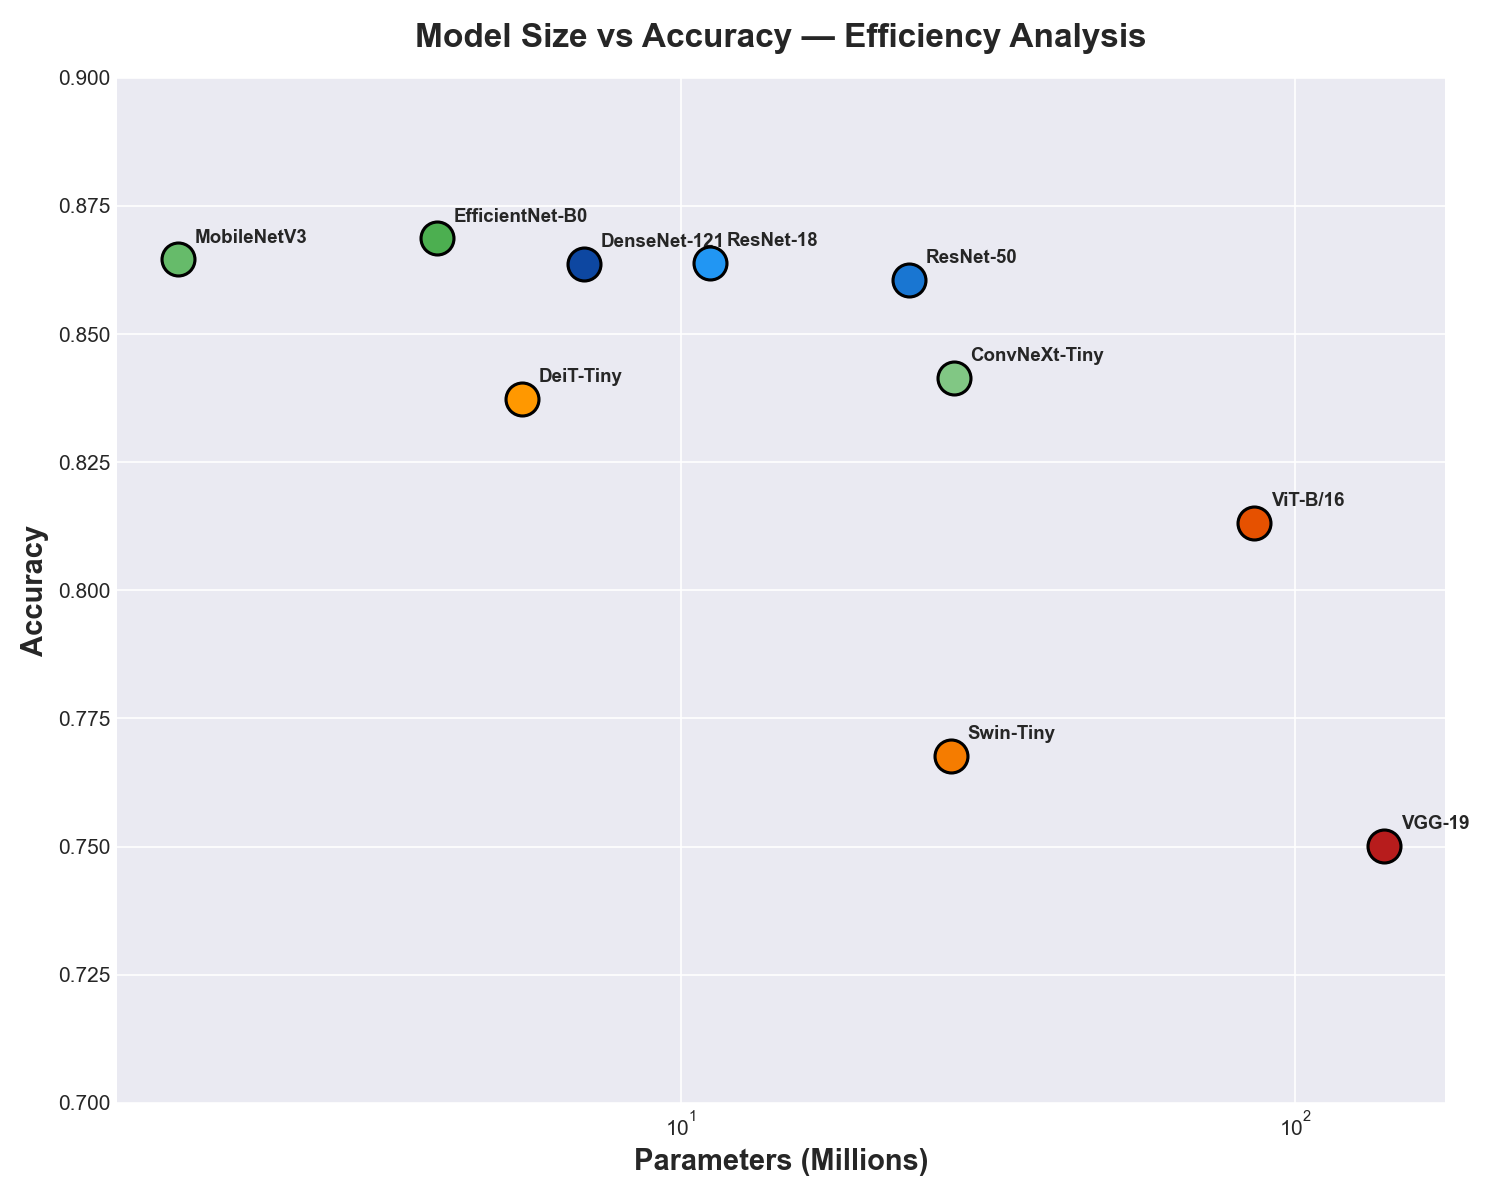 Model Size vs Accuracy — Efficiency Analysis
0.900
0.875
0.850
0.825
0.800
0.775
0.750
0.725
0.700
Accuracy
EfficientNet-B0
MobileNetV3
DenseNet-121
ResNet-18
ResNet-50
ConvNeXt-Tiny
DeiT-Tiny
ViT-B/16
Swin-Tiny
VGG-19
10¹
10²
Parameters (Millions)